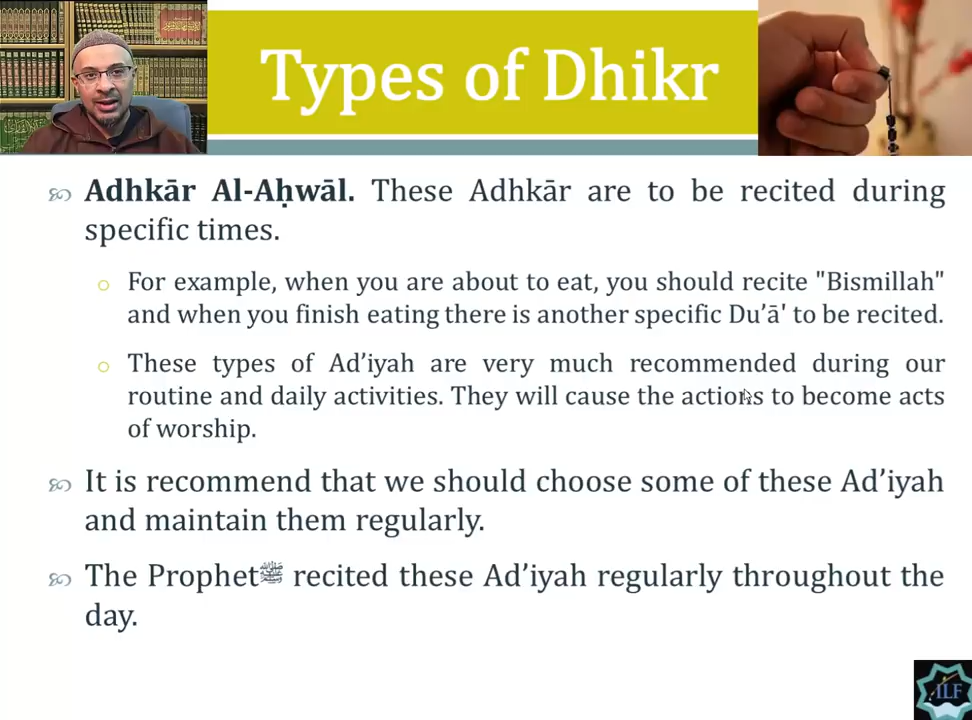 Types of Dhikr
Adhkār Al-Aḥwāl. These Adhkār are to be recited during
specific times.
For example, when you are about to eat, you should recite "Bismillah"
and when you finish eating there is another specific Du’ā' to be recited.
These types of Ad’iyah are very much recommended during our
routine and daily activities. They will cause the actions to become acts
of worship.
It is recommend that we should choose some of these Ad’iyah
and maintain them regularly.
The Prophetﷺ recited these Ad’iyah regularly throughout the
day.
ILF